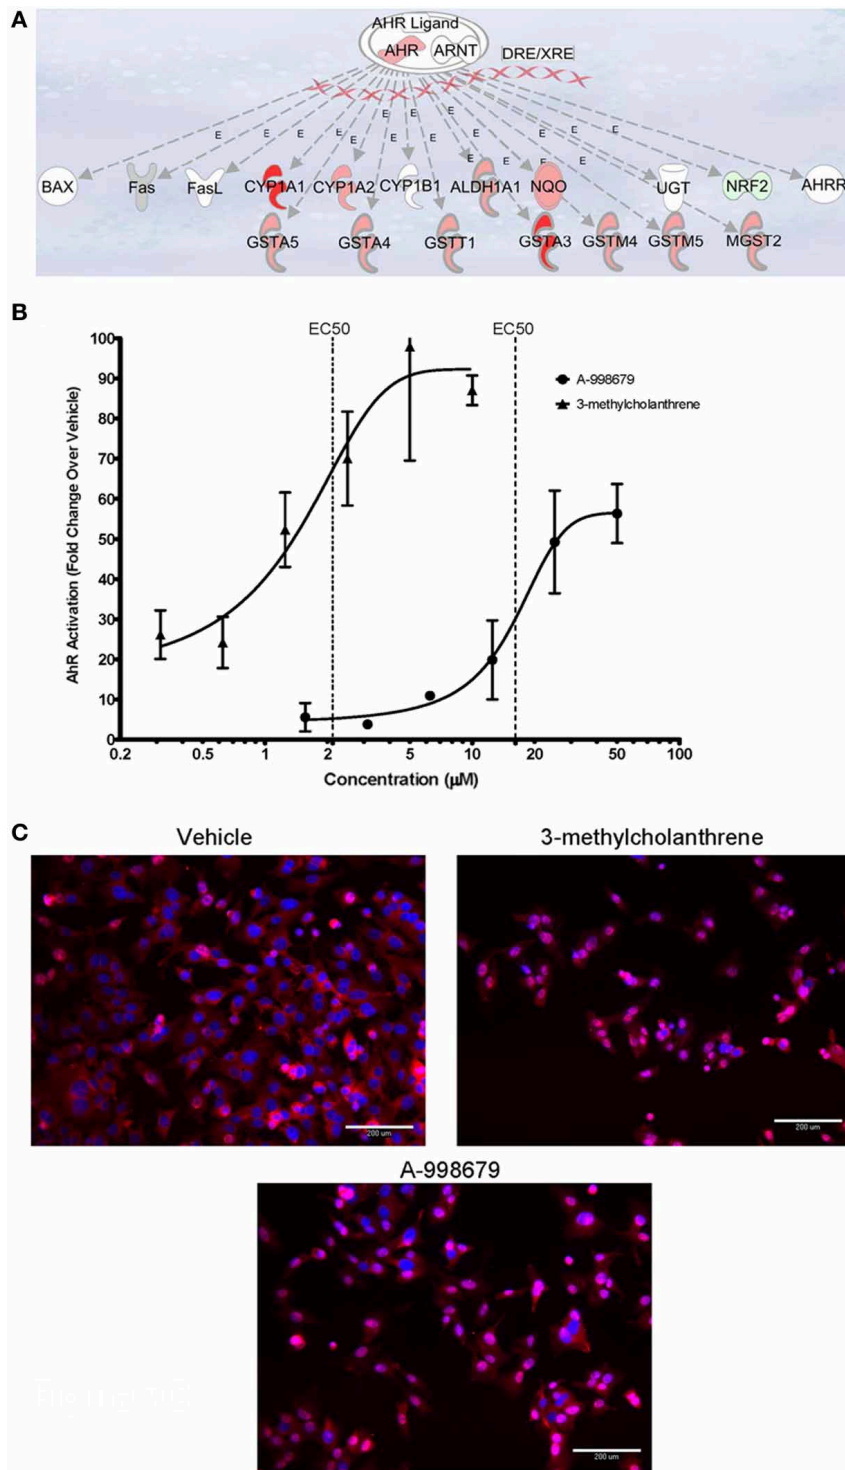 A
AHR Ligand
AHR ARNT
DRE/XRE
E E E E E E E E E E E E E E E
BAX Fas FasL CYP1A1 CYP1A2 CYP1B1 ALDH1A1 NQO UGT NRF2 AHRR
GSTA5 GSTA4 GSTT1 GSTA3 GSTM4 GSTM5 MGST2
B
EC50 EC50
100
90
80
70
60
50
40
30
20
10
0
AhR Activation (Fold Change Over Vehicle)
A-998679
3-methylcholanthrene
0.2 0.5 1 2 5 10 20 50 100
Concentration (µM)
C
Vehicle 3-methylcholanthrene
200 um 200 um
A-998679
200 um